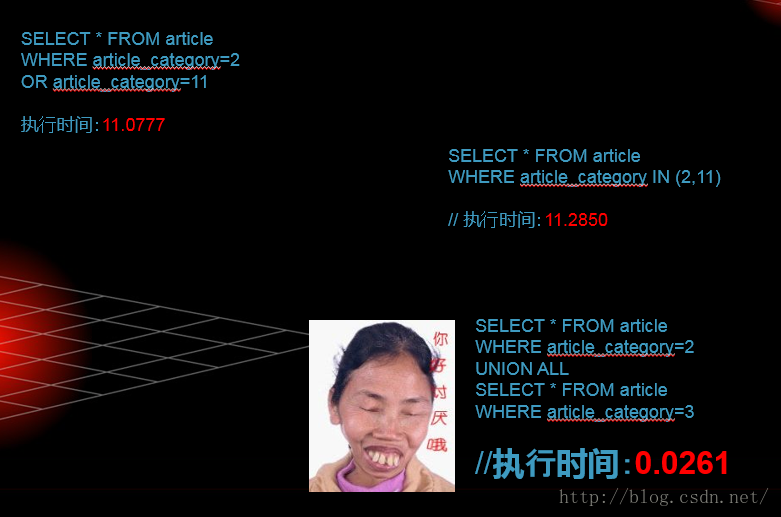 SELECT * FROM article
WHERE article_category=2
OR article_category=11
执行时间：11.0777
SELECT * FROM article
WHERE article_category IN (2,11)
// 执行时间：11.2850
你好讨厌哦
SELECT * FROM article
WHERE article_category=2
UNION ALL
SELECT * FROM article
WHERE article_category=3
//执行时间：0.0261
http://blog.csdn.net/